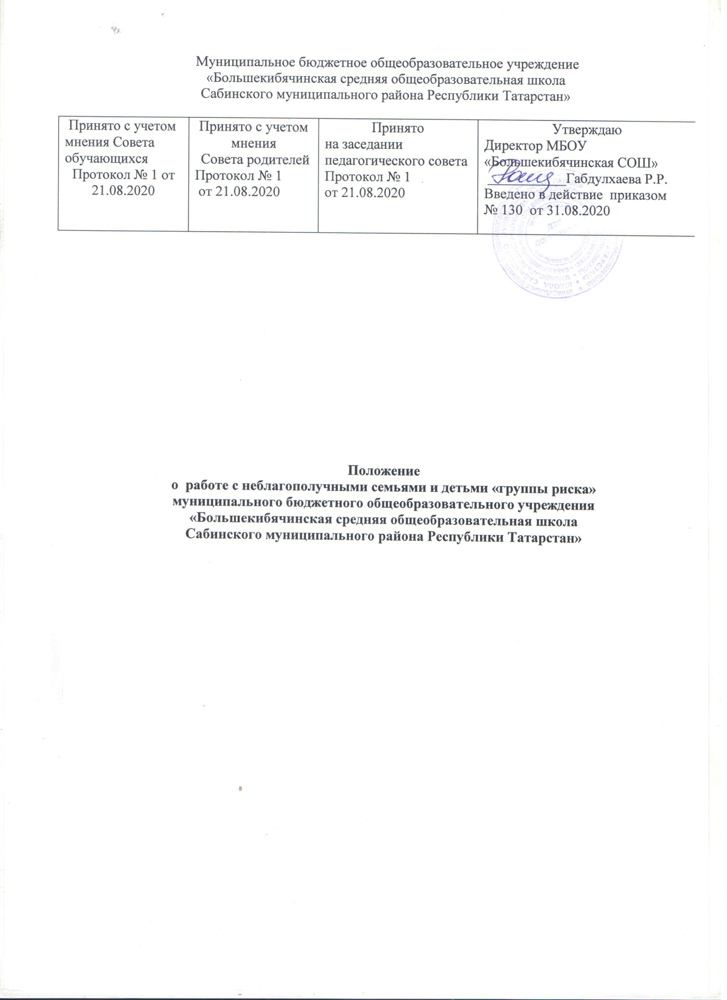 Муниципальное бюджетное общеобразовательное учреждение
«Большекибячинская средняя общеобразовательная школа
Сабинского муниципального района Республики Татарстан»
Принято с учетом
мнения Совета
обучающихся
Протокол № 1 от
21.08.2020
Принято с учетом
мнения
Совета родителей
Протокол № 1
от 21.08.2020
Принято
на заседании
педагогического совета
Протокол № 1
от 21.08.2020
Утверждаю
Директор МБОУ
«Большекибячинская СОШ»
Габдулхаева Р.Р.
Введено в действие приказом
№ 130 от 31.08.2020
Положение
о работе с неблагополучными семьями и детьми «группы риска»
муниципального бюджетного общеобразовательного учреждения
«Большекибячинская средняя общеобразовательная школа
Сабинского муниципального района Республики Татарстан»